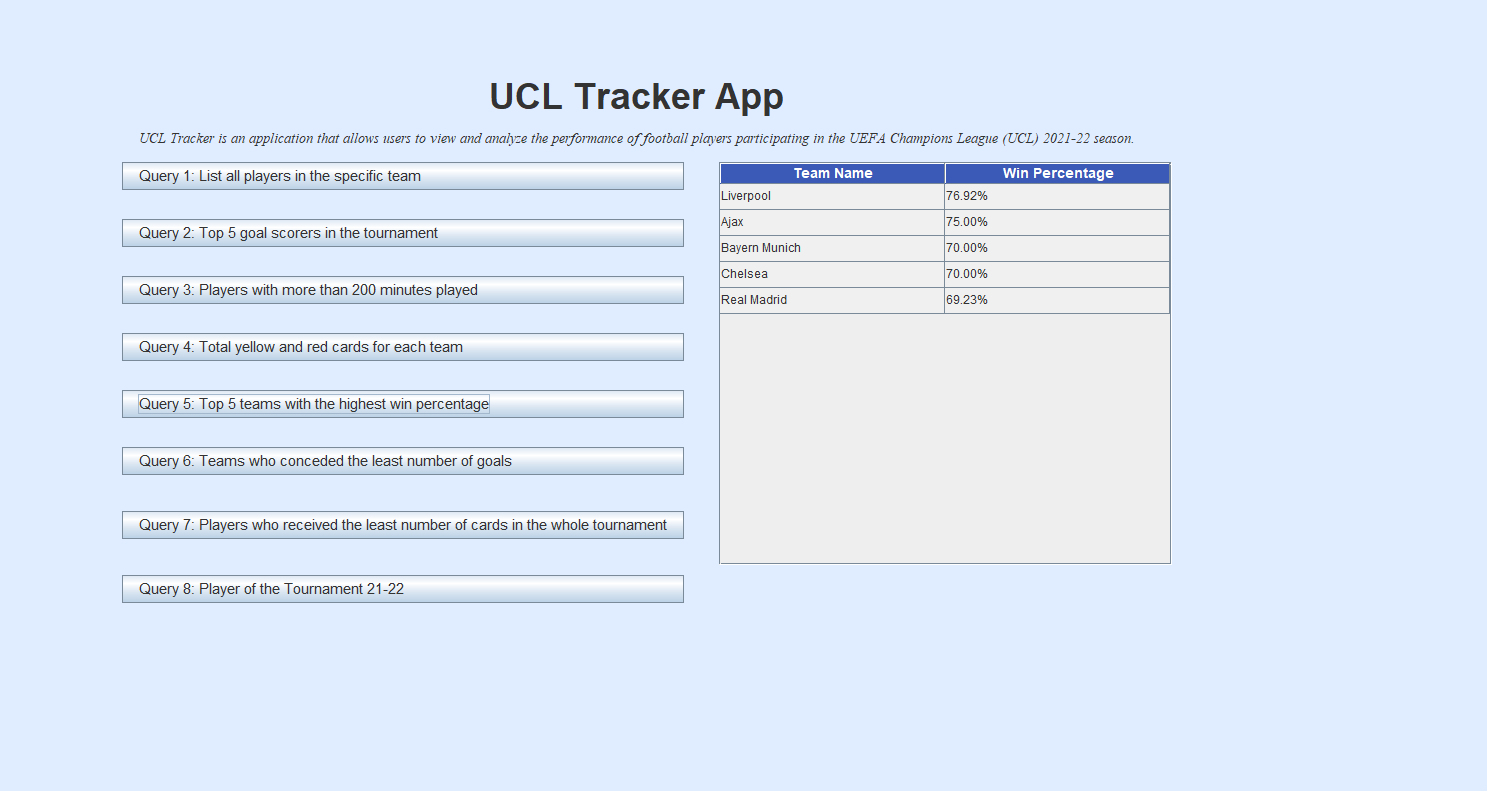 UCL Tracker App
UCL Tracker is an application that allows users to view and analyze the performance of football players participating in the UEFA Champions League (UCL) 2021-22 season.
Query 1: List all players in the specific team
Query 2: Top 5 goal scorers in the tournament
Query 3: Players with more than 200 minutes played
Query 4: Total yellow and red cards for each team
Query 5: Top 5 teams with the highest win percentage
Query 6: Teams who conceded the least number of goals
Query 7: Players who received the least number of cards in the whole tournament
Query 8: Player of the Tournament 21-22
Team Name Win Percentage
Liverpool 76.92%
Ajax 75.00%
Bayern Munich 70.00%
Chelsea 70.00%
Real Madrid 69.23%